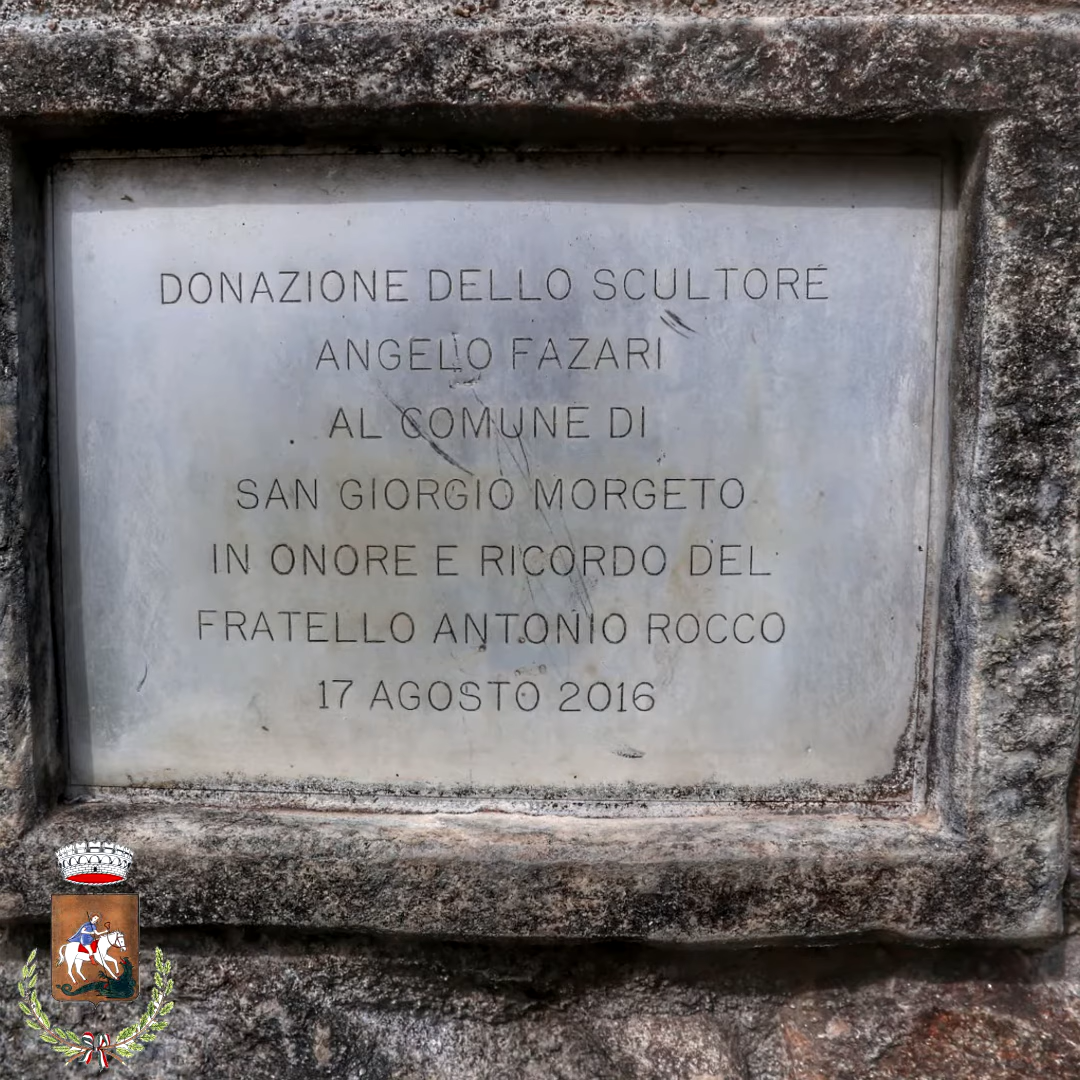 DONAZIONE DELLO SCULTORE
ANGELO FAZARI
AL COMUNE DI
SAN GIORGIO MORGETO
IN ONORE E RICORDO DEL
FRATELLO ANTONIO ROCCO
17 AGOSTO 2016